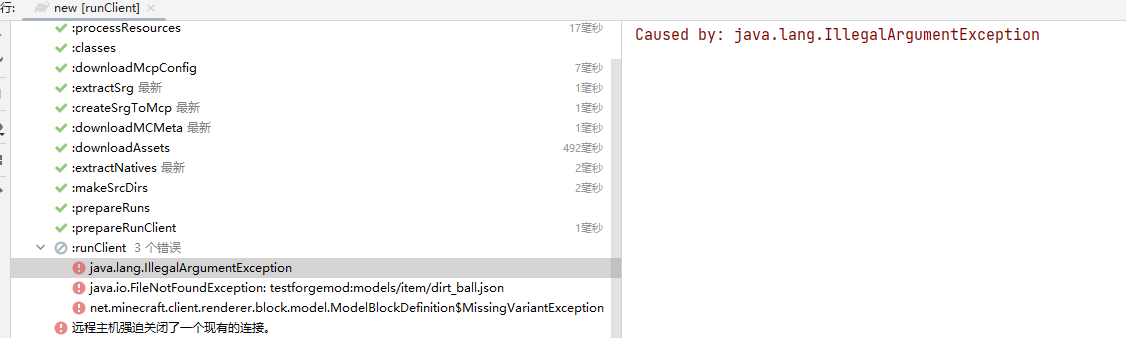 行: new [runClient]
:processResources 17毫秒
:classes
:downloadMcpConfig 7毫秒
:extractSrg 最新 1毫秒
:createSrgToMcp 最新 1毫秒
:downloadMCMeta 最新 1毫秒
:downloadAssets 492毫秒
:extractNatives 最新 2毫秒
:makeSrcDirs 2毫秒
:prepareRuns
:prepareRunClient 1毫秒
:runClient 3 个错误
java.lang.IllegalArgumentException
java.io.FileNotFoundException: testforgemod:models/item/dirt_ball.json
net.minecraft.client.renderer.block.model.ModelBlockDefinition$MissingVariantException
远程主机强迫关闭了一个现有的连接。
Caused by: java.lang.IllegalArgumentException